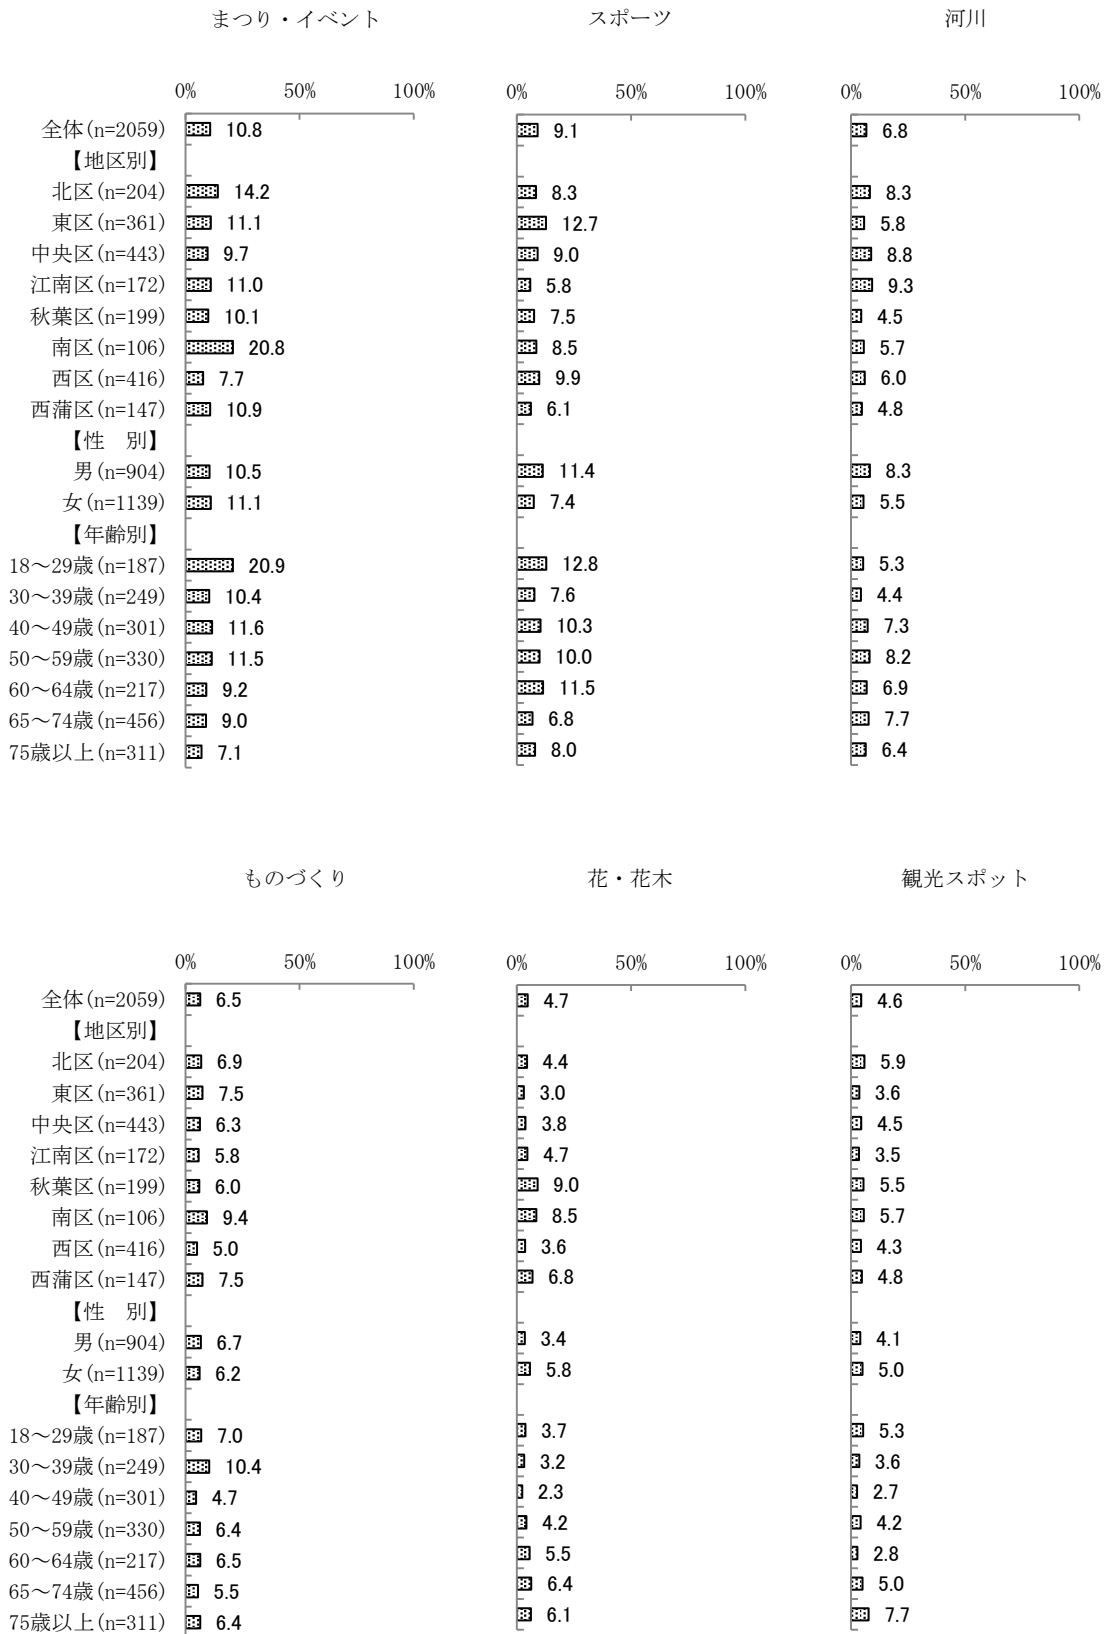 まつり・イベント スポーツ 河川
0% 50% 100% 0% 50% 100% 0% 50% 100%
全体(n=2059) 10.8 9.1 6.8
【地区別】
北区(n=204) 14.2 8.3 8.3
東区(n=361) 11.1 12.7 5.8
中央区(n=443) 9.7 9.0 8.8
江南区(n=172) 11.0 5.8 9.3
秋葉区(n=199) 10.1 7.5 4.5
南区(n=106) 20.8 8.5 5.7
西区(n=416) 7.7 9.9 6.0
西蒲区(n=147) 10.9 6.1 4.8
【性　別】
男(n=904) 10.5 11.4 8.3
女(n=1139) 11.1 7.4 5.5
【年齢別】
18～29歳(n=187) 20.9 12.8 5.3
30～39歳(n=249) 10.4 7.6 4.4
40～49歳(n=301) 11.6 10.3 7.3
50～59歳(n=330) 11.5 10.0 8.2
60～64歳(n=217) 9.2 11.5 6.9
65～74歳(n=456) 9.0 6.8 7.7
75歳以上(n=311) 7.1 8.0 6.4
ものづくり 花・花木 観光スポット
0% 50% 100% 0% 50% 100% 0% 50% 100%
全体(n=2059) 6.5 4.7 4.6
【地区別】
北区(n=204) 6.9 4.4 5.9
東区(n=361) 7.5 3.0 3.6
中央区(n=443) 6.3 3.8 4.5
江南区(n=172) 5.8 4.7 3.5
秋葉区(n=199) 6.0 9.0 5.5
南区(n=106) 9.4 8.5 5.7
西区(n=416) 5.0 3.6 4.3
西蒲区(n=147) 7.5 6.8 4.8
【性　別】
男(n=904) 6.7 3.4 4.1
女(n=1139) 6.2 5.8 5.0
【年齢別】
18～29歳(n=187) 7.0 3.7 5.3
30～39歳(n=249) 10.4 3.2 3.6
40～49歳(n=301) 4.7 2.3 2.7
50～59歳(n=330) 6.4 4.2 4.2
60～64歳(n=217) 6.5 5.5 2.8
65～74歳(n=456) 5.5 6.4 5.0
75歳以上(n=311) 6.4 6.1 7.7